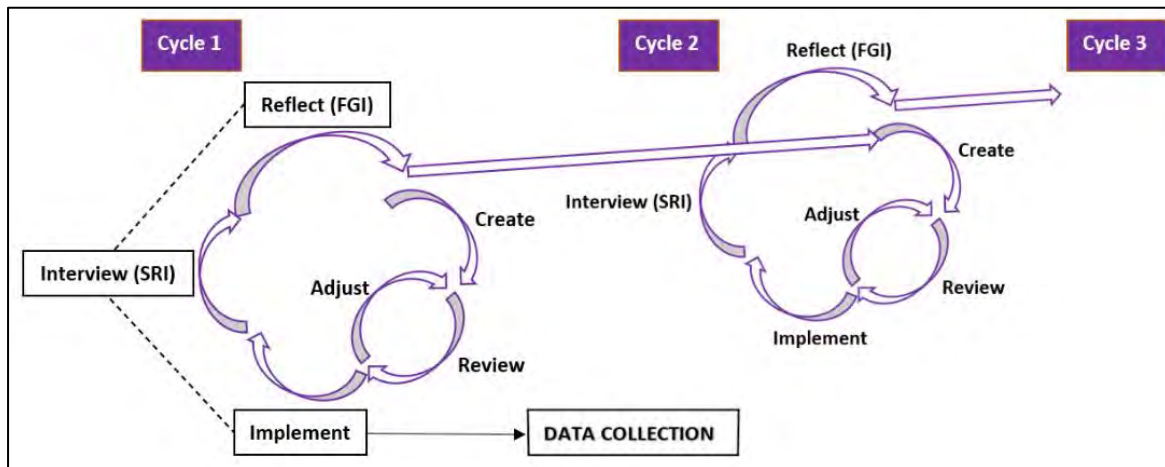 Cycle 1
Cycle 2
Cycle 3
Reflect (FGI)
Reflect (FGI)
Create
Create
Interview (SRI)
Adjust
Interview (SRI)
Adjust
Review
Review
Implement
Implement
DATA COLLECTION